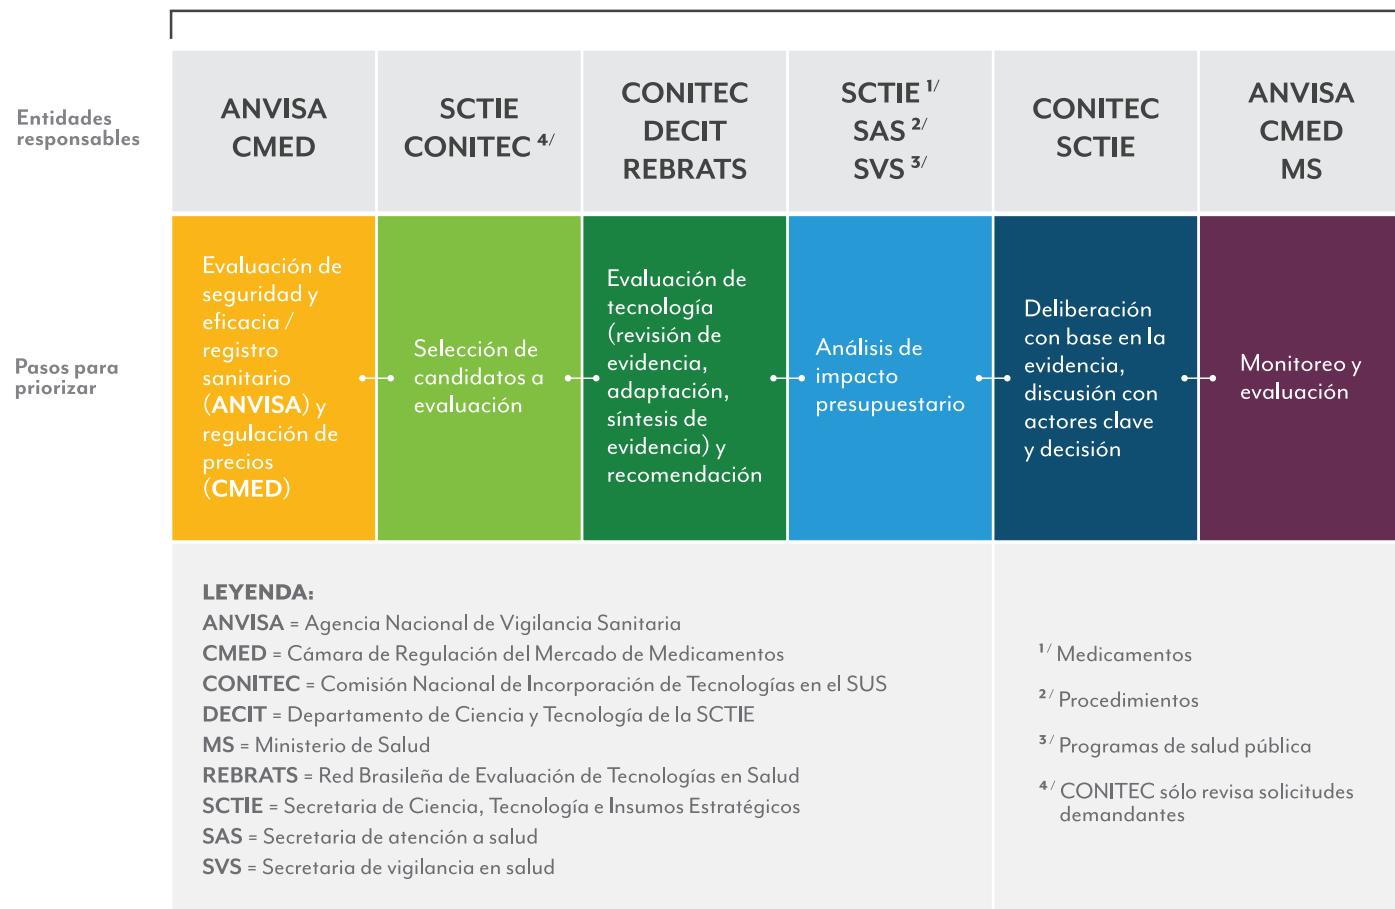 Entidades
responsables
ANVISA
CMED
SCTIE
CONITEC 4/
CONITEC
DECIT
REBRATS
SCTIE 1/
SAS 2/
SVS 3/
CONITEC
SCTIE
ANVISA
CMED
MS
Pasos para
priorizar
Evaluación de
seguridad y
eficacia /
registro
sanitario
(ANVISA) y
regulación de
precios
(CMED)
Selección de
candidatos a
evaluación
Evaluación de
tecnología
(revisión de
evidencia,
adaptación,
síntesis de
evidencia) y
recomendación
Análisis de
impacto
presupuestario
Deliberación
con base en la
evidencia,
discusión con
actores clave
y decisión
Monitoreo y
evaluación
LEYENDA:
ANVISA = Agencia Nacional de Vigilancia Sanitaria
CMED = Cámara de Regulación del Mercado de Medicamentos
CONITEC = Comisión Nacional de Incorporación de Tecnologías en el SUS
DECIT = Departamento de Ciencia y Tecnología de la SCTIE
MS = Ministerio de Salud
REBRATS = Red Brasileña de Evaluación de Tecnologías en Salud
SCTIE = Secretaria de Ciencia, Tecnología e Insumos Estratégicos
SAS = Secretaria de atención a salud
SVS = Secretaria de vigilancia en salud
1/ Medicamentos
2/ Procedimientos
3/ Programas de salud pública
4/ CONITEC sólo revisa solicitudes
demandantes